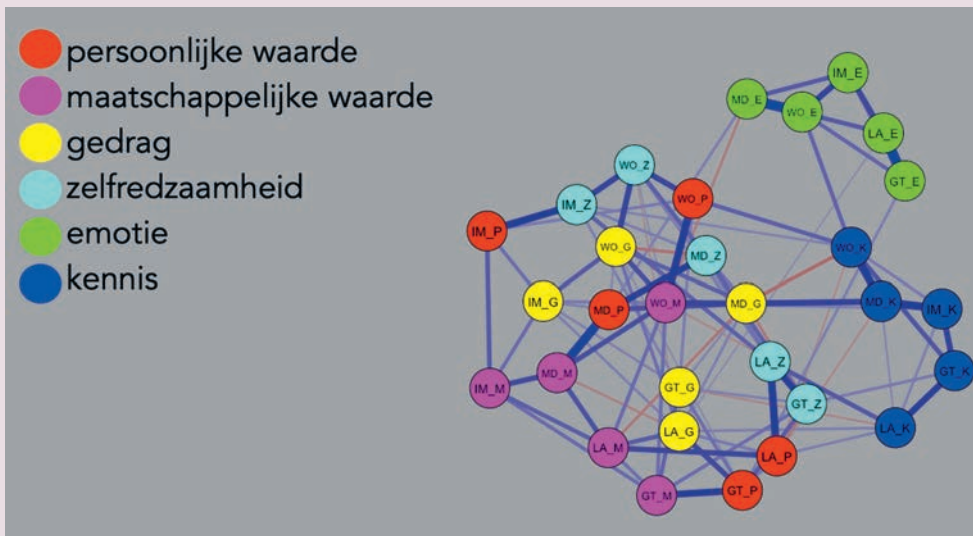 persoonlijke waarde
maatschappelijke waarde
gedrag
zelfredzaamheid
emotie
kennis
IM_E
MD_E
WO_E
LA_E
GT_E
WO_Z
WO_P
IM_Z
IM_P
WO_G
WO_K
MD_Z
IM_G
MD_P
WO_M
MD_G
MD_K
IM_K
LA_Z
MD_M
GT_K
IM_M
GT_G
GT_Z
LA_K
LA_G
LA_M
LA_P
GT_M
GT_P